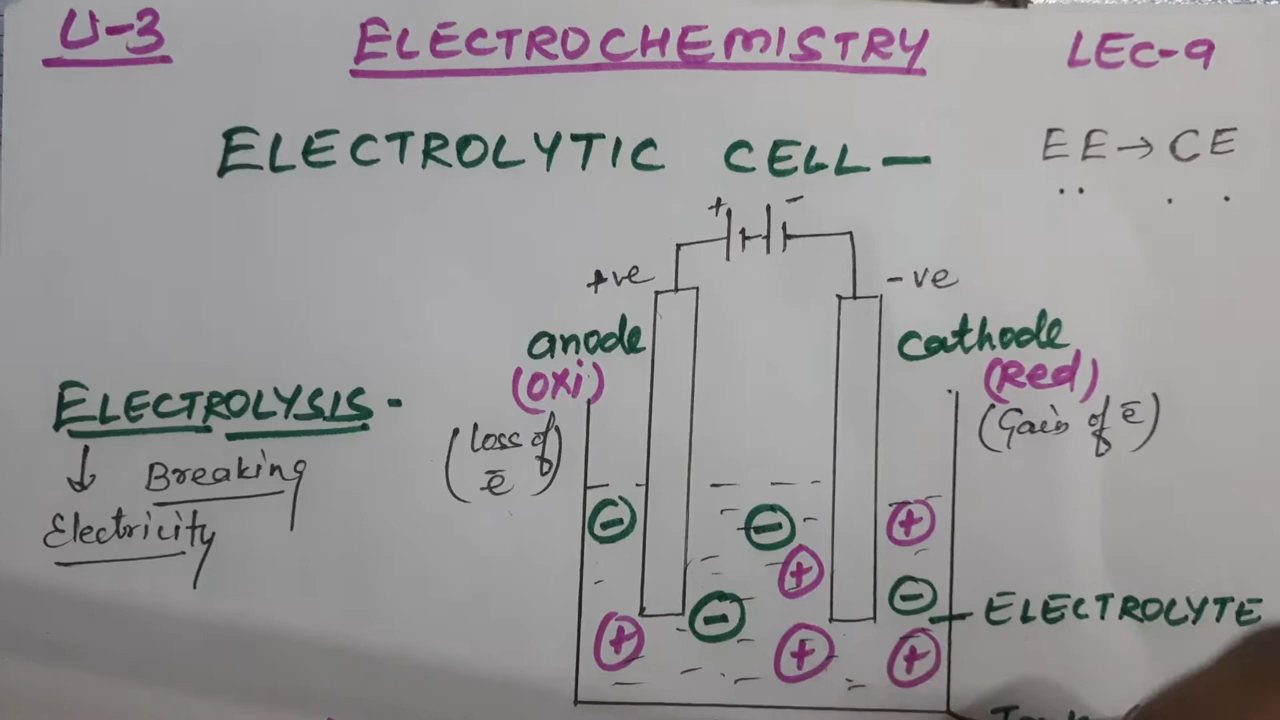 U-3
ELECTROCHEMISTRY
LEC-9
ELECTROLYTIC CELL-
EE→CE
+ -
+ve
-ve
anode
(Oxi)
(Loss of
ē)
cathode
(Red)
(Gain of ē)
ELECTROLYSIS-
↓ Breaking
Electricity
- - +
+ -
- ELECTROLYTE
+ + +